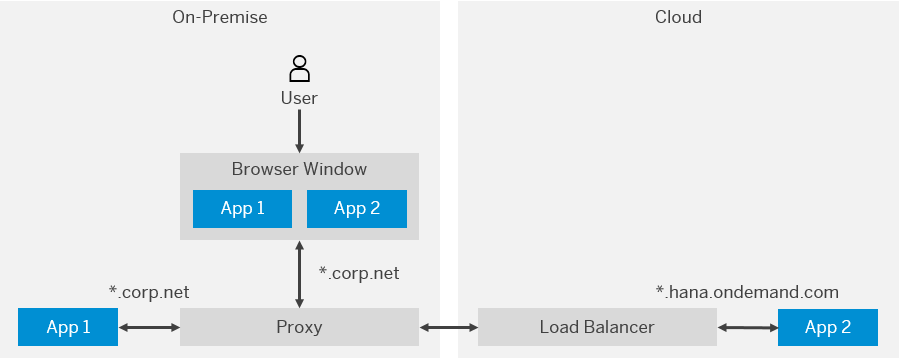 On-Premise
Cloud
User
Browser Window
App 1
App 2
*.corp.net
*.corp.net
*.hana.ondemand.com
App 1
Proxy
Load Balancer
App 2